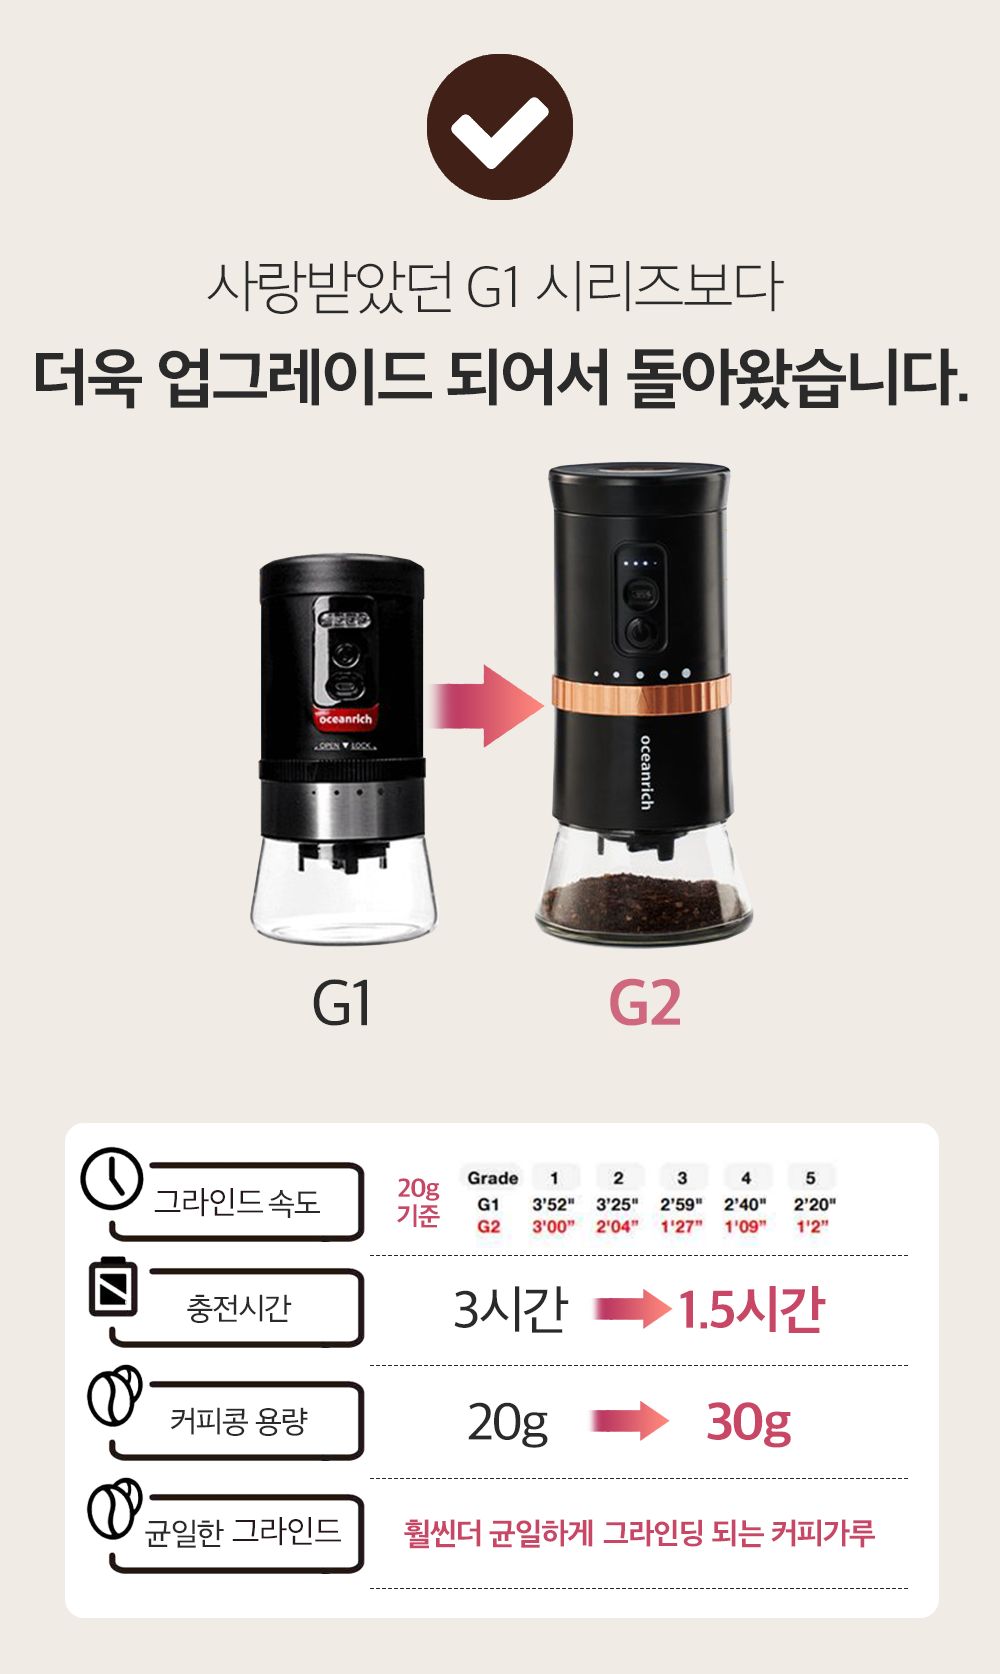 사랑받았던 G1 시리즈보다
더욱 업그레이드 되어서 돌아왔습니다.
oceanrich
OPEN ▼ LOCK
oceanrich
G1
G2
그라인드 속도
20g
기준
Grade 1 2 3 4 5
G1 3'52" 3'25" 2'59" 2'40" 2'20"
G2 3'00” 2'04” 1'27” 1'09” 1'2”
충전시간
3시간 1.5시간
커피콩 용량
20g 30g
균일한 그라인드
훨씬더 균일하게 그라인딩 되는 커피가루